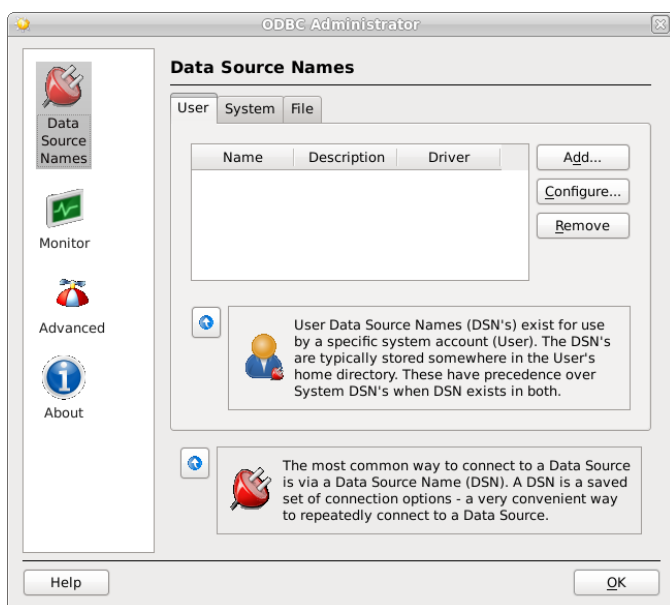 ODBC Administrator
Data
Source
Names
Monitor
Advanced
About
Data Source Names
User System File
Name Description Driver
Add...
Configure...
Remove
User Data Source Names (DSN's) exist for use
by a specific system account (User). The DSN's
are typically stored somewhere in the User's
home directory. These have precedence over
System DSN's when DSN exists in both.
The most common way to connect to a Data Source
is via a Data Source Name (DSN). A DSN is a saved
set of connection options - a very convenient way
to repeatedly connect to a Data Source.
Help
OK